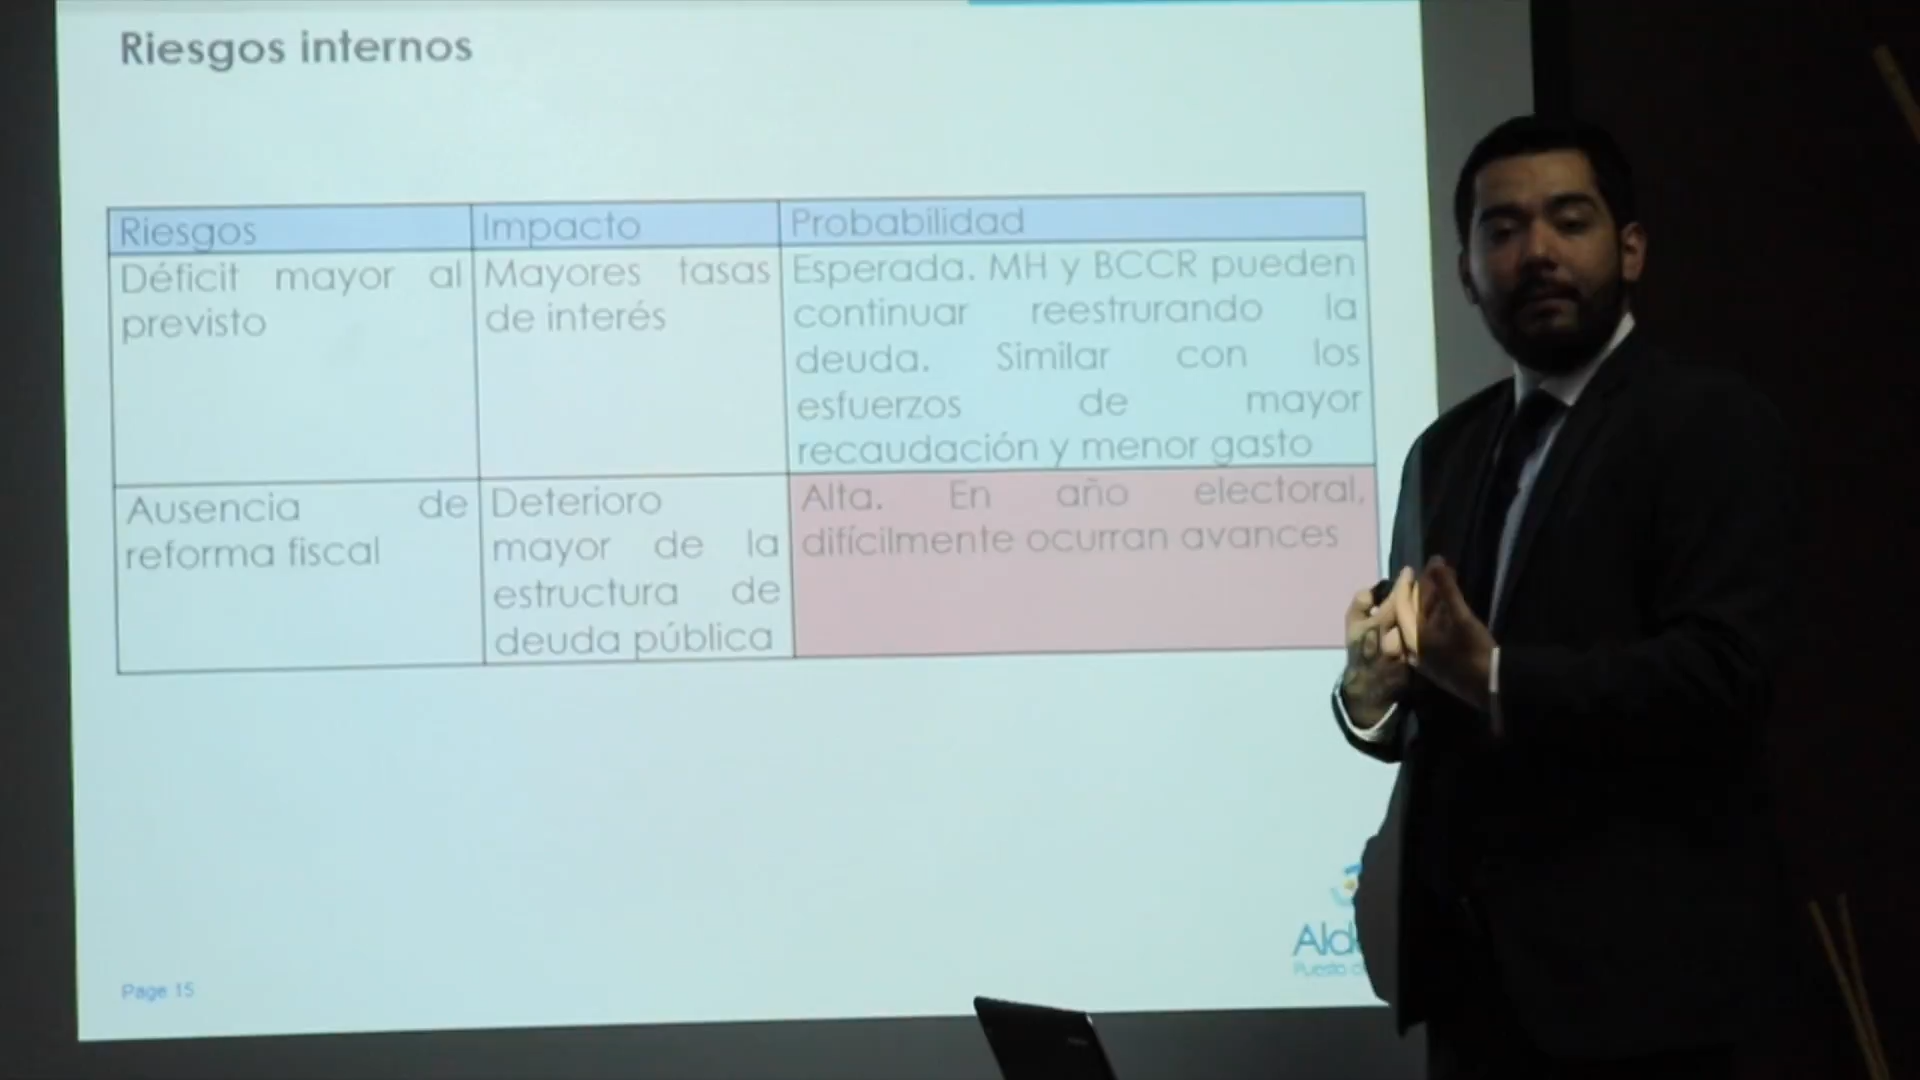 Riesgos internos
Riesgos
Impacto
Probabilidad
Déficit mayor al
previsto
Mayores tasas
de interés
Esperada. MH y BCCR pueden
continuar reestrurando la
deuda. Similar con los
esfuerzos de mayor
recaudación y menor gasto
Ausencia de
reforma fiscal
Deterioro
mayor de la
estructura de
deuda pública
Alta. En año electoral,
difícilmente ocurran avances
Page 15
Puesto